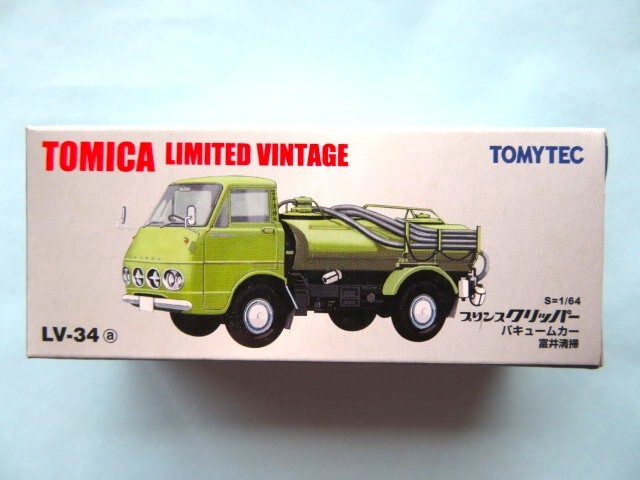 TOMICA LIMITED VINTAGE
TOMYTEC
S=1/64
プリンスクリッパー
バキュームカー
富井清掃
LV-34 ⓐ